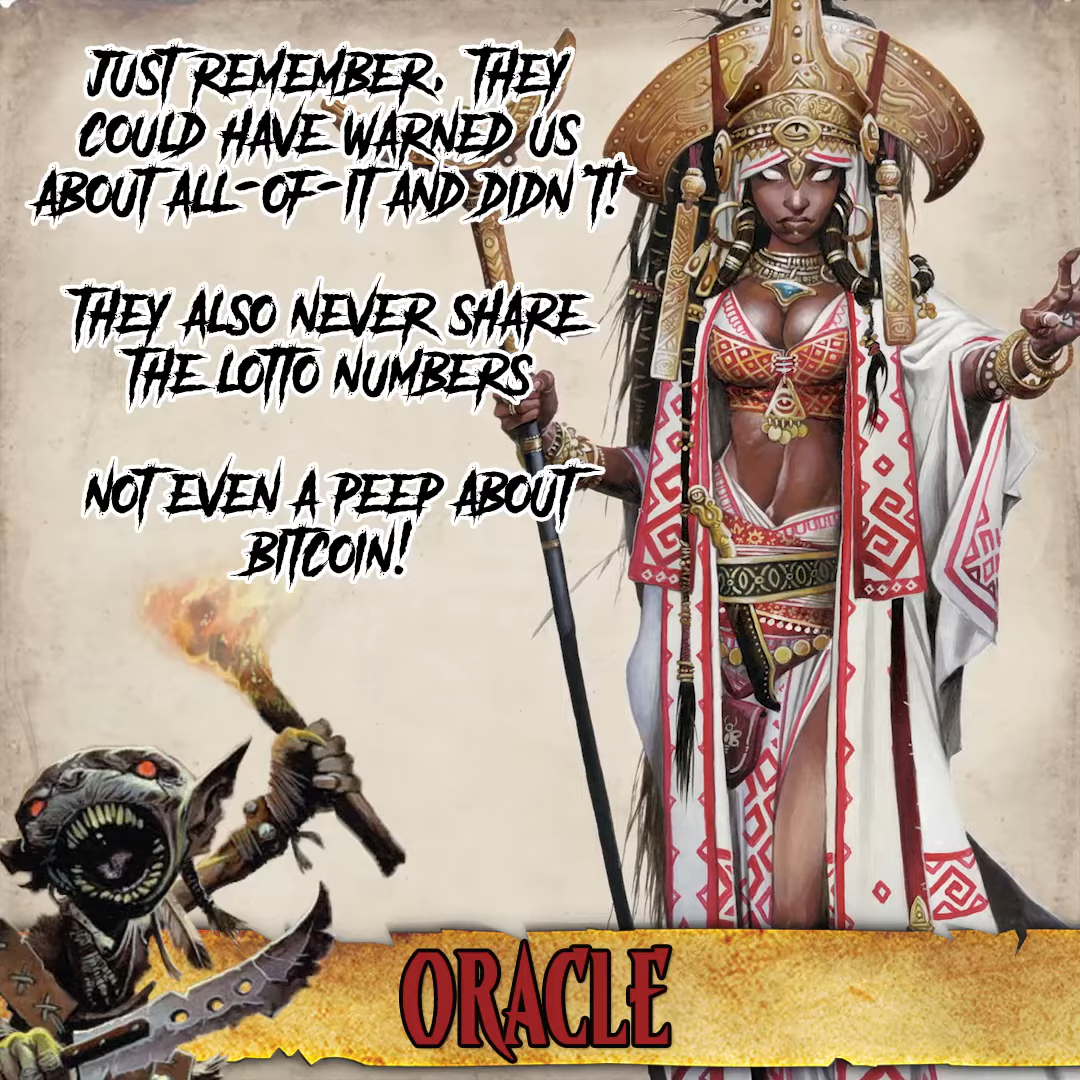 JUST REMEMBER, THEY
COULD HAVE WARNED US
ABOUT ALL-OF-IT AND DIDN'T!
THEY ALSO NEVER SHARE
THE LOTTO NUMBERS
NOT EVEN A PEEP ABOUT
BITCOIN!
ORACLE